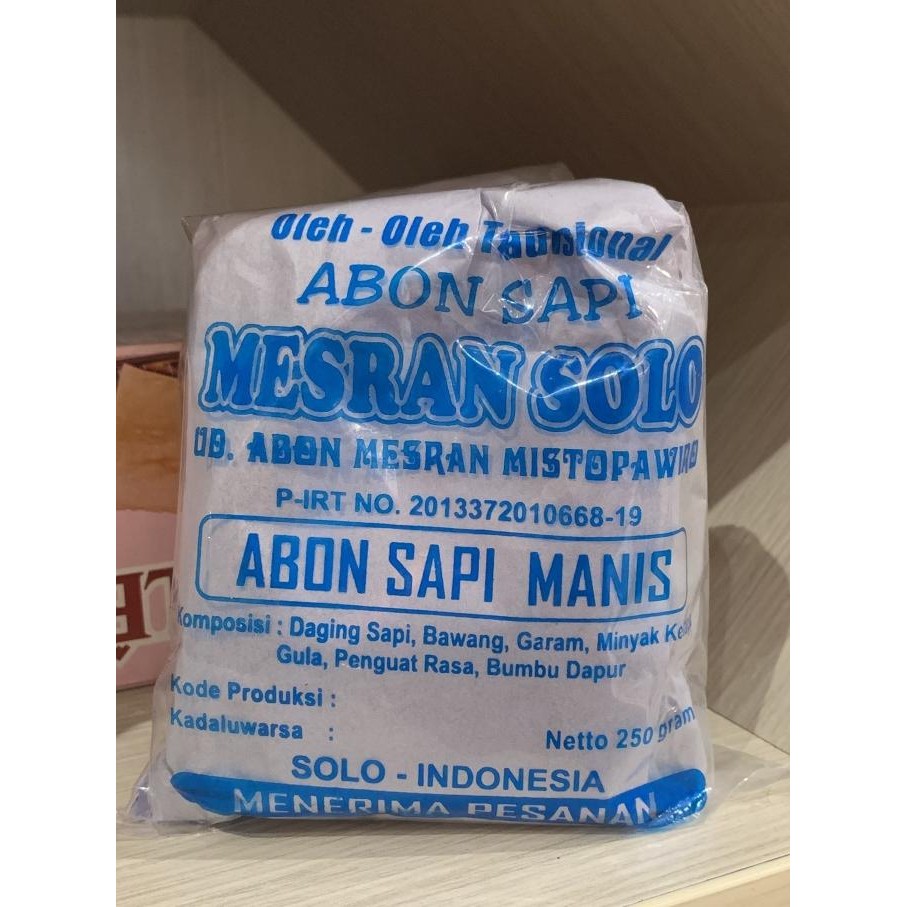 Oleh - Oleh Tradisional
ABON SAPI
MESRAN SOLO
UD. ABON MESRAN MISTOPAWIRO
P-IRT NO. 2013372010668-19
ABON SAPI MANIS
Komposisi : Daging Sapi, Bawang, Garam, Minyak
Gula, Penguat Rasa, Bumbu Dapur
Kode Produksi :
Kadaluwarsa :
Netto 250 gram
SOLO - INDONESIA
MENERIMA PESANAN